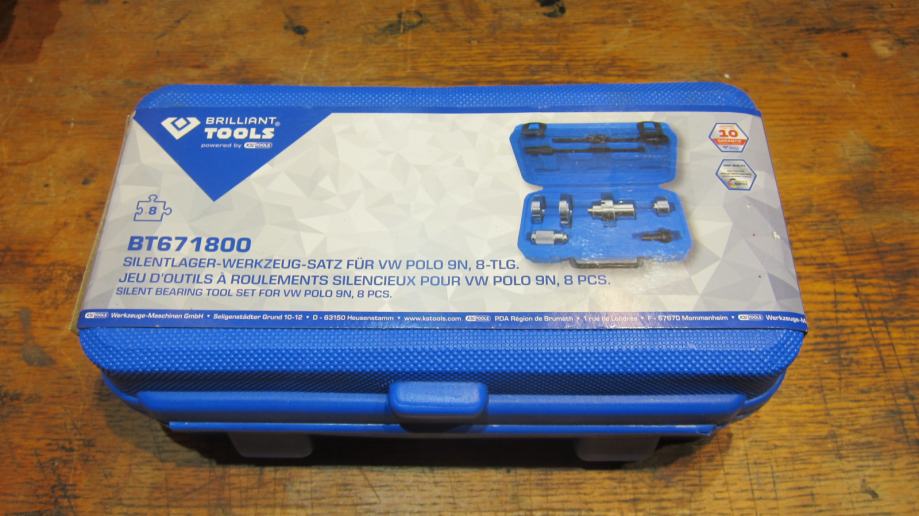 BRILLIANT
TOOLS®
powered by KSTOOLS
10
8
BT671800
SILENTLAGER-WERKZEUG-SATZ FÜR VW POLO 9N, 8-TLG.
JEU D'OUTILS À ROULEMENTS SILENCIEUX POUR VW POLO 9N, 8 PCS.
SILENT BEARING TOOL SET FOR VW POLO 9N, 8 PCS.
KSTOOLS Werkzeuge-Maschinen GmbH • Seligenstädter Grund 10-12 • D - 63150 Heusenstamm • www.kstools.com KSTOOLS PDA Région de Brumath • 1 rue de Londres • F - 67670 Mommenheim • KSTOOLS Werkzeuge-M